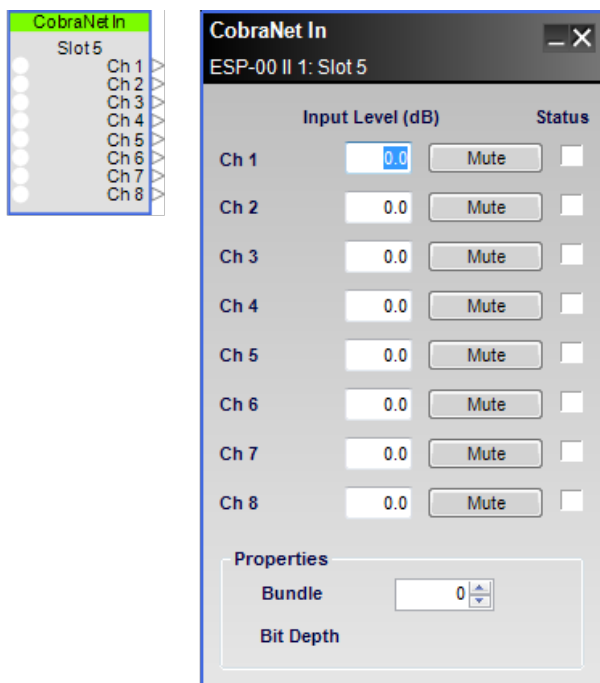 CobraNet In
Slot 5
Ch 1
Ch 2
Ch 3
Ch 4
Ch 5
Ch 6
Ch 7
Ch 8
CobraNet In
ESP-00 II 1: Slot 5
Input Level (dB) Status
Ch 1 0.0 Mute
Ch 2 0.0 Mute
Ch 3 0.0 Mute
Ch 4 0.0 Mute
Ch 5 0.0 Mute
Ch 6 0.0 Mute
Ch 7 0.0 Mute
Ch 8 0.0 Mute
Properties
Bundle 0
Bit Depth